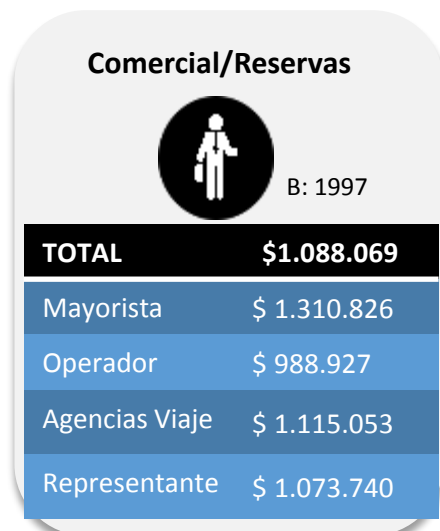 Comercial/Reservas
B: 1997
TOTAL $1.088.069
Mayorista $ 1.310.826
Operador $ 988.927
Agencias Viaje $ 1.115.053
Representante $ 1.073.740